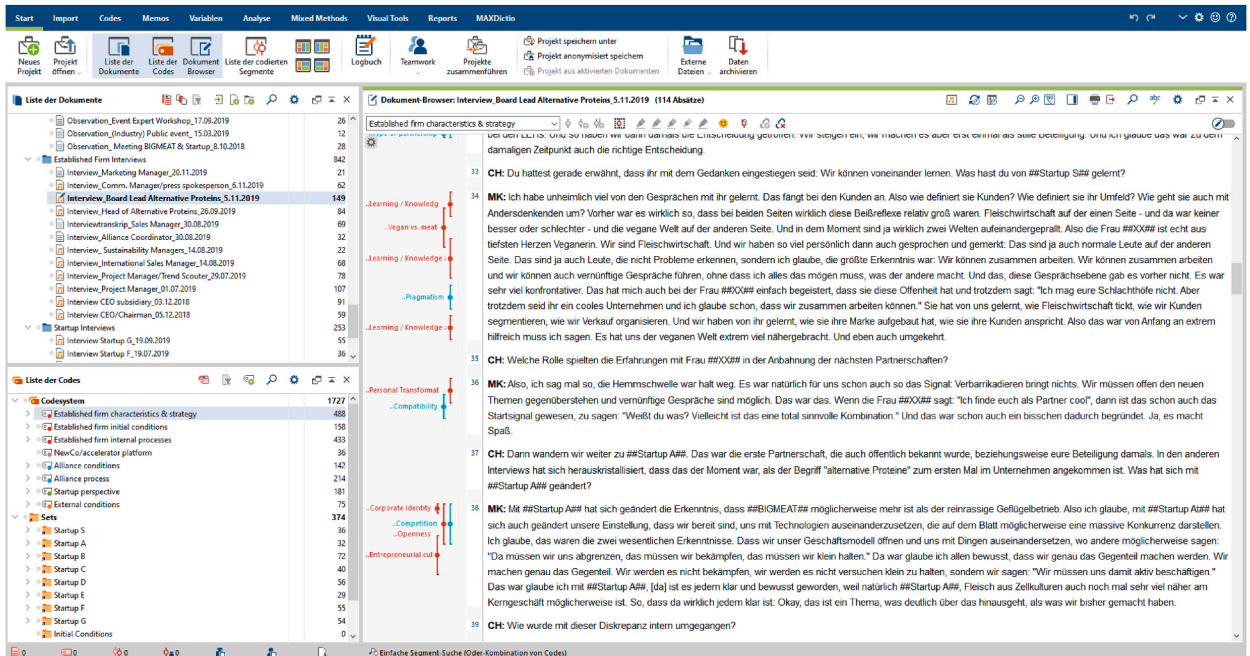 Start Import Codes Memos Variablen Analyse Mixed Methods Visual Tools Reports MAXDictio
Neues Projekt
Projekt öffnen
Liste der Dokumente
Liste der Codes
Dokument Browser
Liste der codierten Segmente
Logbuch
Teamwork
Projekte zusammenführen
Projekt speichern unter
Projekt anonymisiert speichern
Projekt aus aktivierten Dokumenten
Externe Dateien
Daten archivieren
Liste der Dokumente
Observation_Event Expert Workshop_17.09.2019 26
Observation_(Industry) Public event_ 15.03.2019 12
Observation_ Meeting BIGMEAT & Startup_8.10.2018 28
Established Firm Interviews 842
Interview_Marketing Manager_20.11.2019 21
Interview_Comm. Manager/press spokesperson_6.11.2019 62
Interview_Board Lead Alternative Proteins_5.11.2019 149
Interview_Head of Alternative Proteins_26.09.2019 84
Interviewtranskrip_Sales Manager_30.08.2019 69
Interview_Alliance Coordinator_30.08.2019 32
Interview_ Sustainability Managers_14.08.2019 22
Interview_International Sales Manager_14.08.2019 68
Interview_Project Manager/Trend Scouter_29.07.2019 78
Interview_Project Manager_01.07.2019 107
Interview CEO subsidiary_03.12.2018 91
Interview CEO/Chairman_05.12.2018 59
Startup Interviews 253
Interview Startup G_19.09.2019 55
Interview Startup F_19.07.2019 36
Liste der Codes
Codesystem 1727
Established firm characteristics & strategy 488
Established firm initial conditions 158
Established firm internal processes 433
NewCo/accelerator platform 36
Alliance conditions 142
Alliance process 214
Startup perspective 181
External conditions 75
Sets 374
Startup S 36
Startup A 32
Startup B 72
Startup C 40
Startup D 56
Startup E 29
Startup F 55
Startup G 54
Initial Conditions 0
Dokument-Browser: Interview_Board Lead Alternative Proteins_5.11.2019 (114 Absätze)
Established firm characteristics & strategy
damaligen Zeitpunkt auch die richtige Entscheidung.
33 CH: Du hattest gerade erwähnt, dass ihr mit dem Gedanken eingestiegen seid: Wir können voneinander lernen. Was hast du von ##Startup S## gelernt?
..Learning / Knowledg
..Vegan vs. meat
..Learning / Knowledge
..Pragmatism
..Learning / Knowledge
34 MK: Ich habe unheimlich viel von den Gesprächen mit ihr gelernt. Das fängt bei den Kunden an. Also wie definiert sie Kunden? Wie definiert sie ihr Umfeld? Wie geht sie auch mit
Andersdenkenden um? Vorher war es wirklich so, dass bei beiden Seiten wirklich diese Beißreflexe relativ groß waren. Fleischwirtschaft auf der einen Seite - und da war keiner
besser oder schlechter - und die vegane Welt auf der anderen Seite. Und in dem Moment sind ja wirklich zwei Welten aufeinandergeprallt. Also die Frau ##XX## ist echt aus
tiefsten Herzen Veganerin. Wir sind Fleischwirtschaft. Und wir haben so viel persönlich dann auch gesprochen und gemerkt: Das sind ja auch normale Leute auf der anderen
Seite. Das sind ja auch Leute, die nicht Probleme erkennen, sondern ich glaube, die größte Erkenntnis war: Wir können zusammen arbeiten. Wir können zusammen arbeiten
und wir können auch vernünftige Gespräche führen, ohne dass ich alles das mögen muss, was der andere macht. Und das, diese Gesprächsebene gab es vorher nicht. Es war
sehr viel konfrontativer. Das hat mich auch bei der Frau ##XX## einfach begeistert, dass sie diese Offenheit hat und trotzdem sagt: "Ich mag eure Schlachthöfe nicht. Aber
trotzdem seid ihr ein cooles Unternehmen und ich glaube schon, dass wir zusammen arbeiten können." Sie hat von uns gelernt, wie Fleischwirtschaft tickt, wie wir Kunden
segmentieren, wie wir Verkauf organisieren. Und wir haben von ihr gelernt, wie sie ihre Marke aufgebaut hat, wie sie ihre Kunden anspricht. Also das war von Anfang an extrem
hilfreich muss ich sagen. Es hat uns der veganen Welt extrem viel nähergebracht. Und eben auch umgekehrt.
35 CH: Welche Rolle spielten die Erfahrungen mit Frau ##XX## in der Anbahnung der nächsten Partnerschaften?
..Personal Transformat
..Compatibility
36 MK: Also, ich sag mal so, die Hemmschwelle war halt weg. Es war natürlich für uns schon auch so das Signal: Verbarrikadieren bringt nichts. Wir müssen offen den neuen
Themen gegenüberstehen und vernünftige Gespräche sind möglich. Das war das. Wenn die Frau ##XX## sagt: "Ich finde euch als Partner cool", dann ist das schon auch das
Startsignal gewesen, zu sagen: "Weißt du was? Vielleicht ist das eine total sinnvolle Kombination." Und das war schon auch ein bisschen dadurch begründet. Ja, es macht
Spaß.
37 CH: Dann wandern wir weiter zu ##Startup A##. Das war die erste Partnerschaft, die auch öffentlich bekannt wurde, beziehungsweise eure Beteiligung damals. In den anderen
Interviews hat sich herauskristallisiert, dass das der Moment war, als der Begriff "alternative Proteine" zum ersten Mal im Unternehmen angekommen ist. Was hat sich mit
##Startup A## geändert?
..Corporate Identity
..Competition
..Openness
..Entrepreneurial cul
38 MK: Mit ##Startup A## hat sich geändert die Erkenntnis, dass ##BIGMEAT## möglicherweise mehr ist als der reinrassige Geflügelbetrieb. Also ich glaube, mit ##Startup A## hat
sich auch geändert unsere Einstellung, dass wir bereit sind, uns mit Technologien auseinanderzusetzen, die auf dem Blatt möglicherweise eine massive Konkurrenz darstellen.
Ich glaube, das waren die zwei wesentlichen Erkenntnisse. Dass wir unser Geschäftsmodell öffnen und uns mit Dingen auseinandersetzen, wo andere möglicherweise sagen:
"Da müssen wir uns abgrenzen, das müssen wir bekämpfen, das müssen wir klein halten." Da war glaube ich allen bewusst, dass wir genau das Gegenteil machen werden. Wir
machen genau das Gegenteil. Wir werden es nicht bekämpfen, wir werden es nicht versuchen klein zu halten, sondern wir sagen: "Wir müssen uns damit aktiv beschäftigen."
Das war glaube ich mit ##Startup A##, [da] ist es jedem klar und bewusst geworden, weil natürlich ##Startup A##, Fleisch aus Zellkulturen auch noch mal sehr viel näher am
Kerngeschäft möglicherweise ist. So, dass da wirklich jedem klar ist: Okay, das ist ein Thema, was deutlich über das hinausgeht, als was wir bisher gemacht haben.
39 CH: Wie wurde mit dieser Diskrepanz intern umgegangen?
0 0 0 0 Einfache Segment-Suche (Oder-Kombination von Codes)